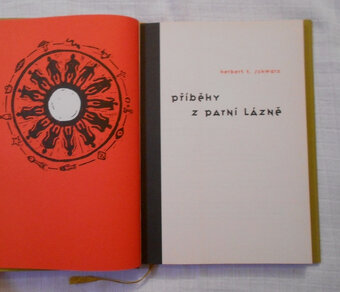 herbert t. schwarz
příběhy
z parní lázně